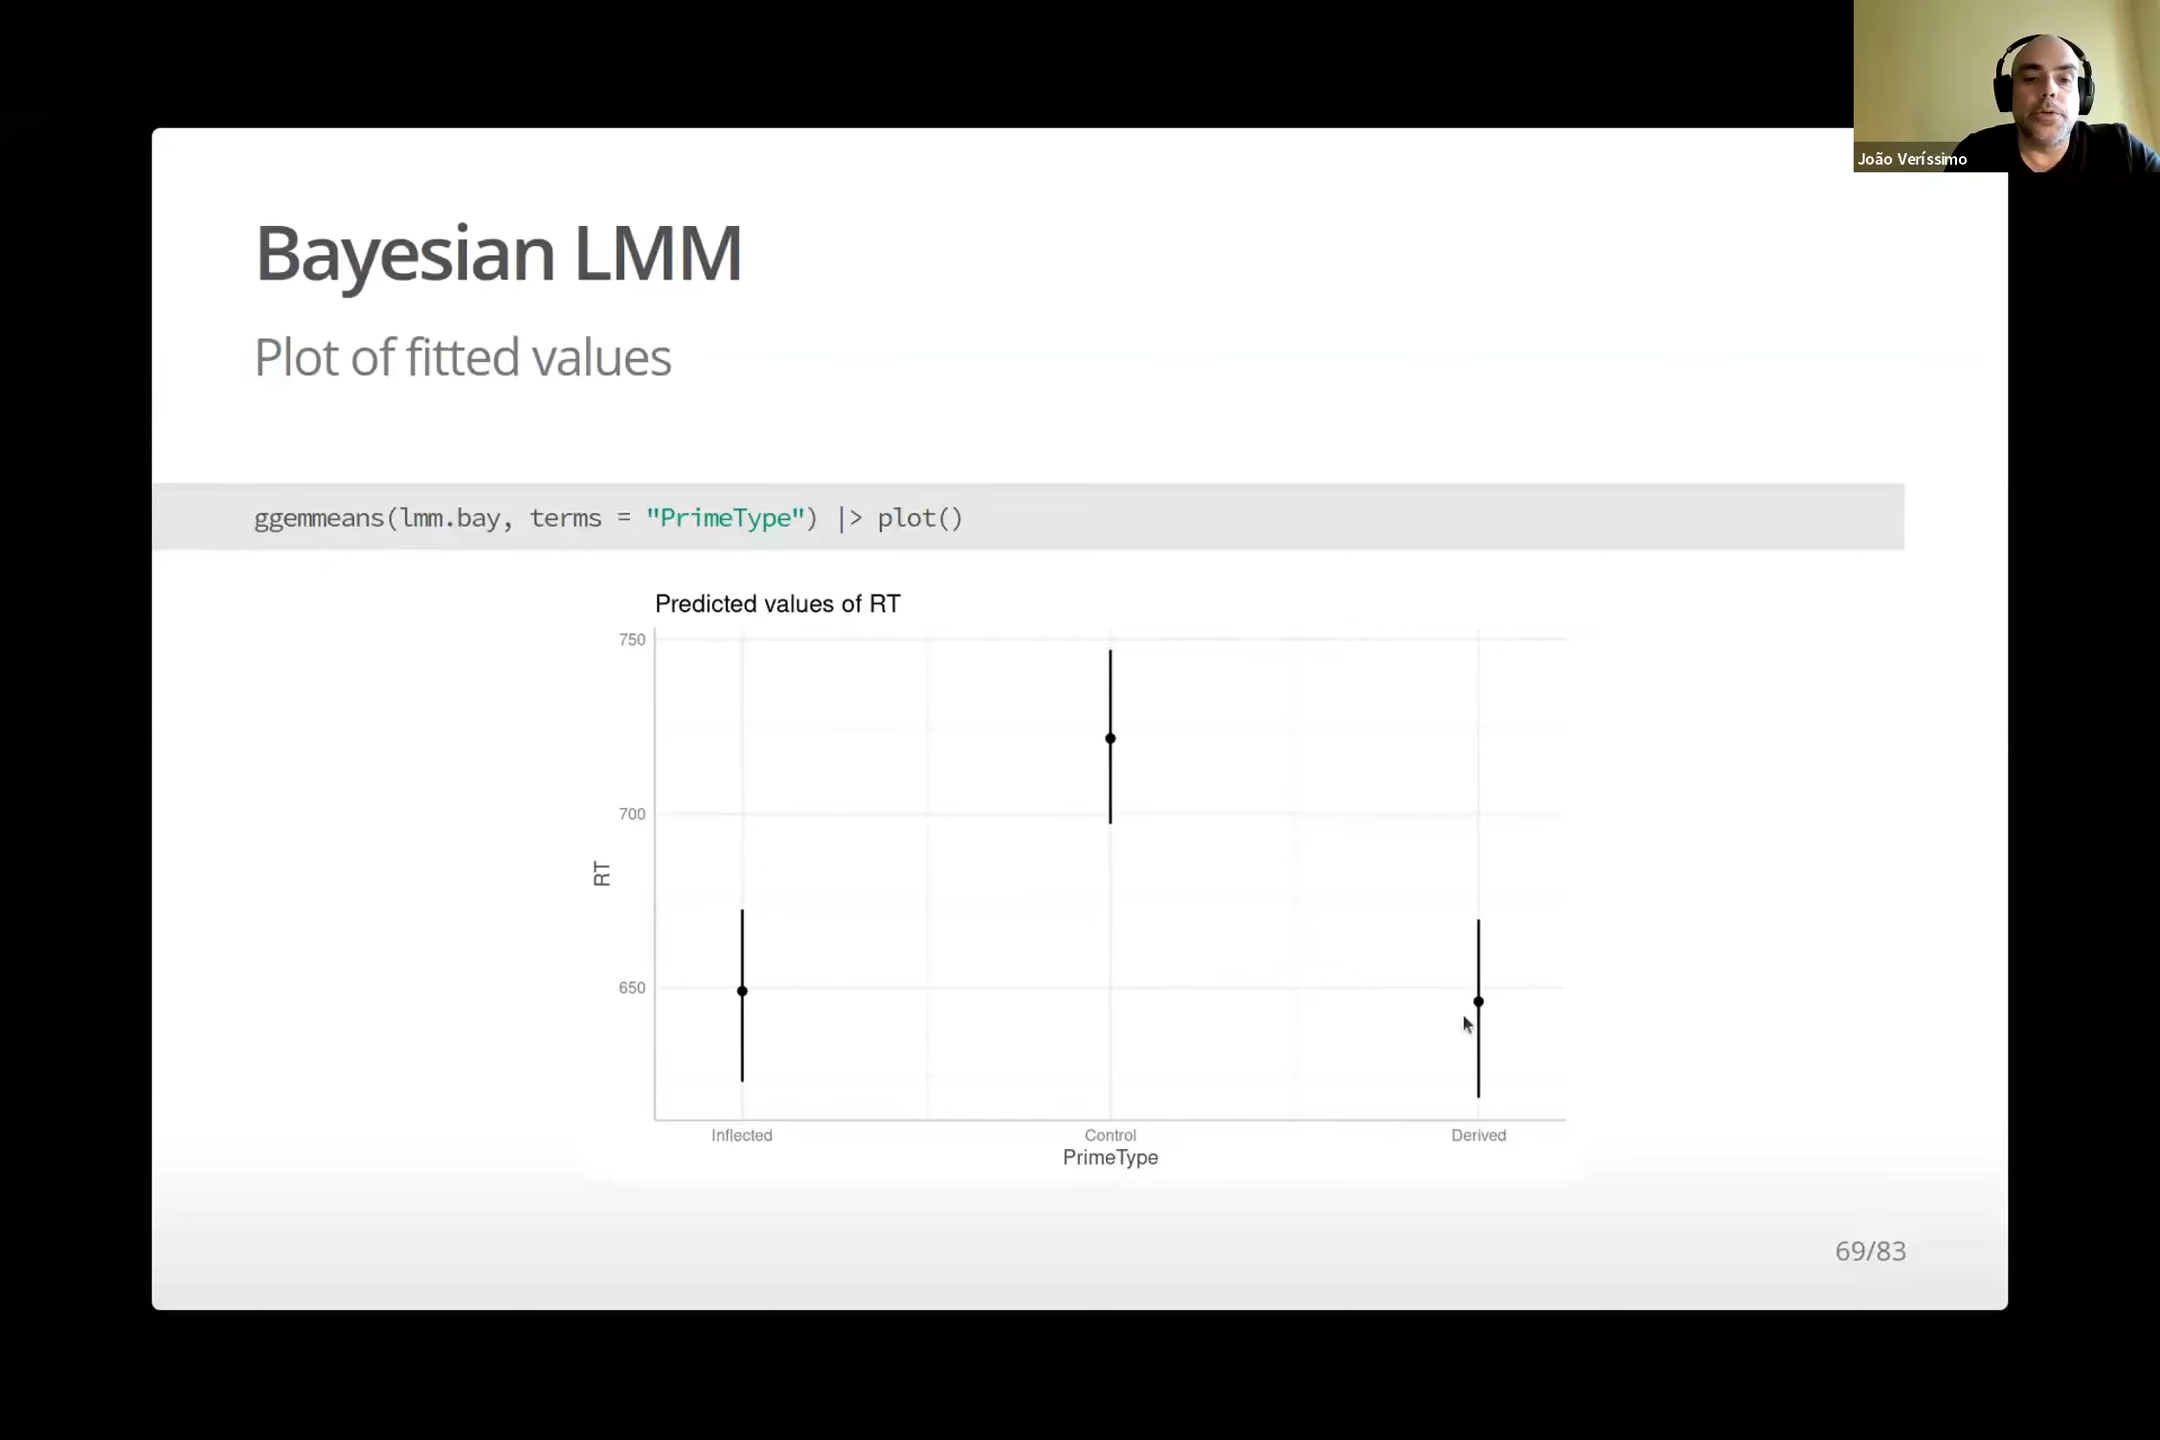 João Veríssimo
Bayesian LMM
Plot of fitted values
ggemmeans(lmm.bay, terms = "PrimeType") |> plot()
Predicted values of RT
750
700
650
RT
Inflected
Control
Derived
PrimeType
69/83